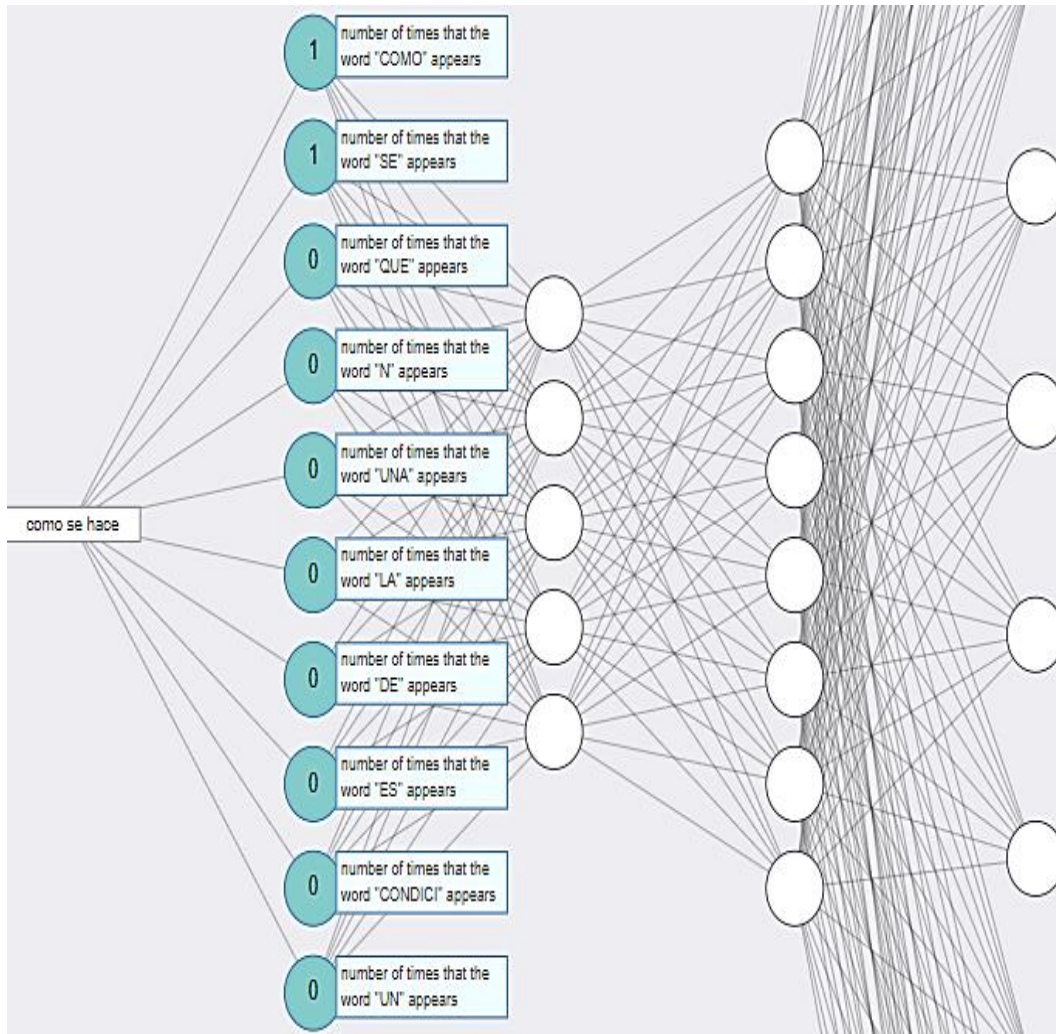 1
number of times that the
word "COMO" appears
1
number of times that the
word "SE" appears
0
number of times that the
word "QUE" appears
0
number of times that the
word "N" appears
0
number of times that the
word "UNA" appears
como se hace
0
number of times that the
word "LA" appears
0
number of times that the
word "DE" appears
0
number of times that the
word "ES" appears
0
number of times that the
word "CONDICI" appears
0
number of times that the
word "UN" appears